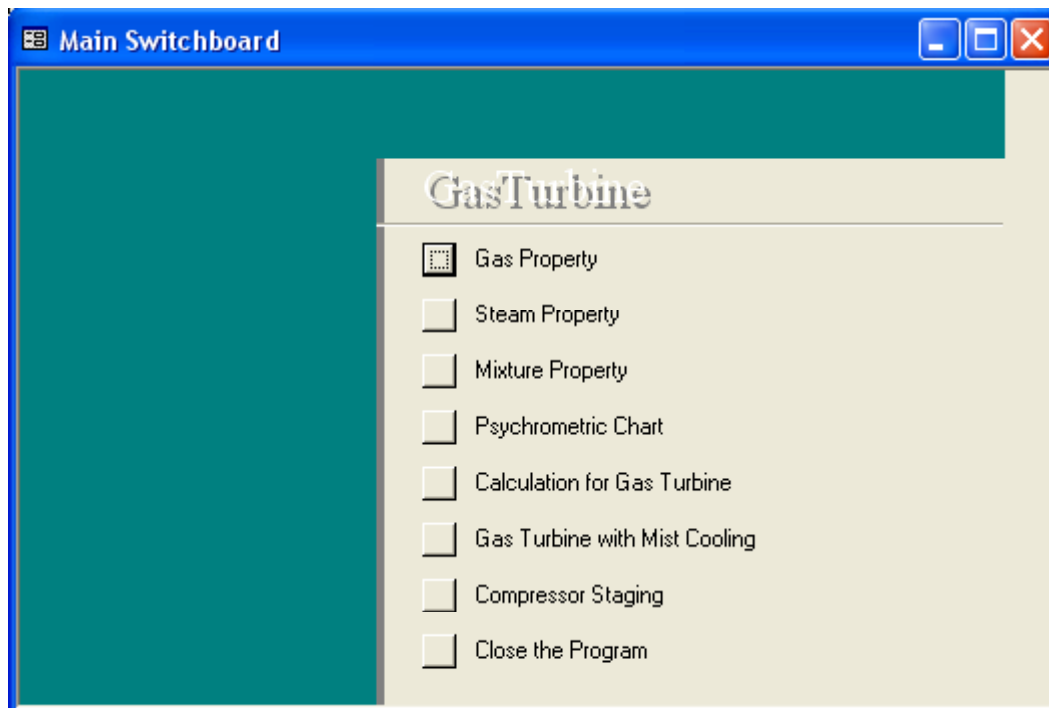 Main Switchboard
GasTurbine
Gas Property
Steam Property
Mixture Property
Psychrometric Chart
Calculation for Gas Turbine
Gas Turbine with Mist Cooling
Compressor Staging
Close the Program